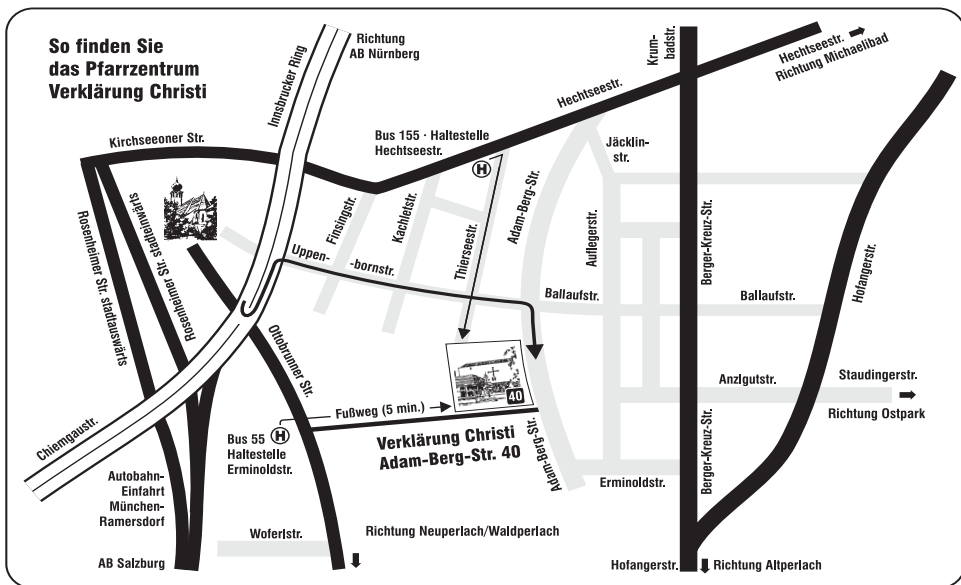 So finden Sie
das Pfarrzentrum
Verklärung Christi
Richtung
AB Nürnberg
Innsbrucker Ring
Krum-
badstr.
Hechtseestr.
Richtung Michaelibad
Hechtseestr.
Kirchseeoner Str.
Bus 155 · Haltestelle
Hechtseestr.
H
Jäcklin-
str.
Rosenheimer Str. stadtauswärts
Rosenheimer Str. stadteinwärts
Finsingstr.
Kachletstr.
Thierseestr.
Adam-Berg-Str.
Auflegerstr.
Berger-Kreuz-Str.
Hofangerstr.
Uppen-
-bornstr.
Ballaufstr.
Ballaufstr.
Ottobrunner Str.
40
Anzlgutstr.
Staudingerstr.
Richtung Ostpark
Fußweg (5 min.)
Chiemgaustr.
Bus 55
H
Haltestelle
Erminoldstr.
Verklärung Christi
Adam-Berg-Str. 40
Adam-Berg-Str.
Berger-Kreuz-Str.
Erminoldstr.
Autobahn-
Einfahrt
München-
Ramersdorf
AB Salzburg
Woferlstr.
Richtung Neuperlach/Waldperlach
Hofangerstr.
Richtung Altperlach